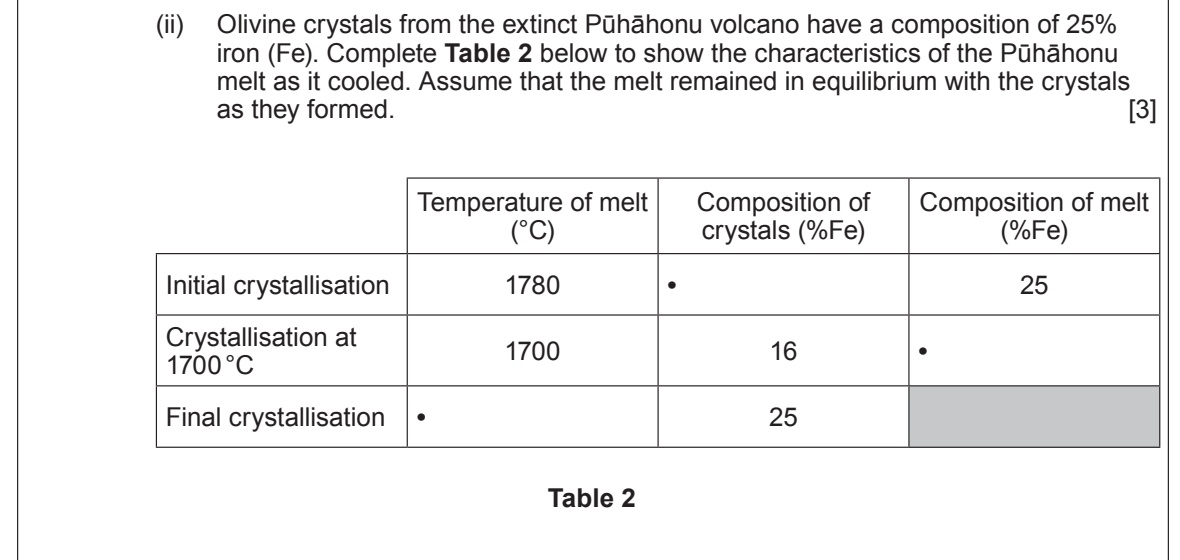 (ii) Olivine crystals from the extinct Pūhāhonu volcano have a composition of 25%
iron (Fe). Complete Table 2 below to show the characteristics of the Pūhāhonu
melt as it cooled. Assume that the melt remained in equilibrium with the crystals
as they formed. [3]
Temperature of melt (°C) Composition of crystals (%Fe) Composition of melt (%Fe)
Initial crystallisation 1780 • 25
Crystallisation at 1700 °C 1700 16 •
Final crystallisation • 25
Table 2